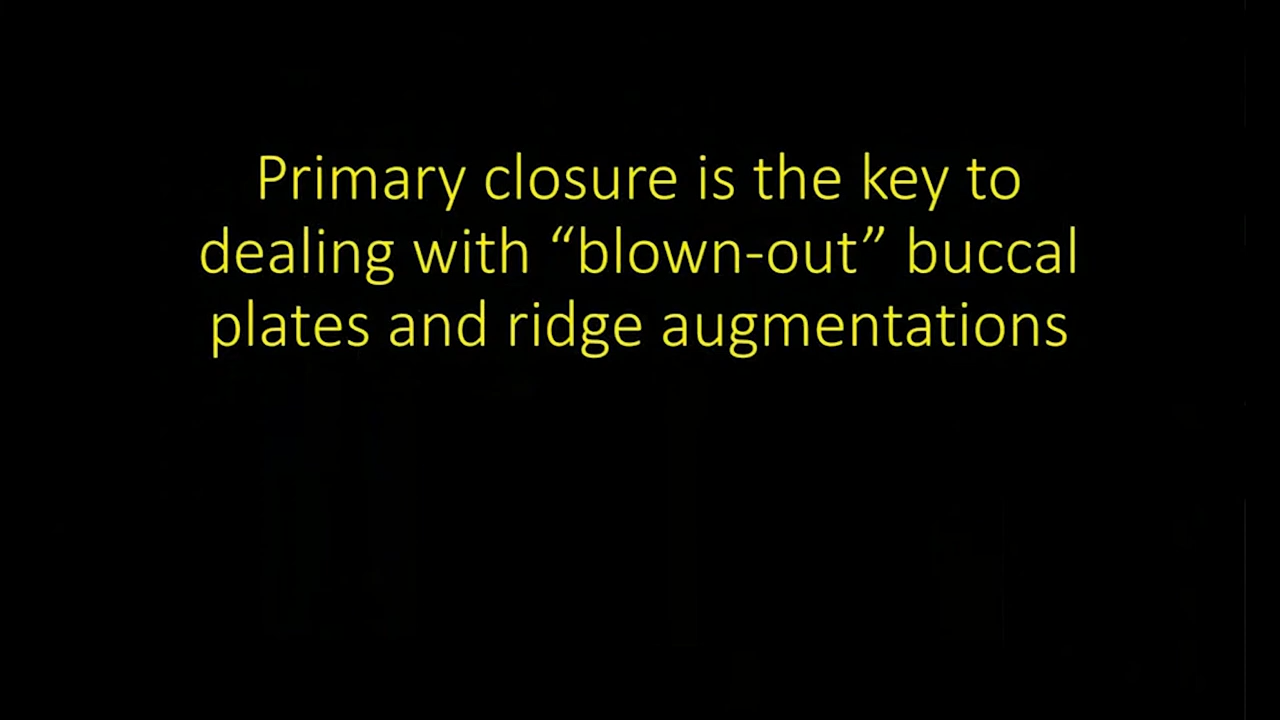 Primary closure is the key to
dealing with “blown-out” buccal
plates and ridge augmentations